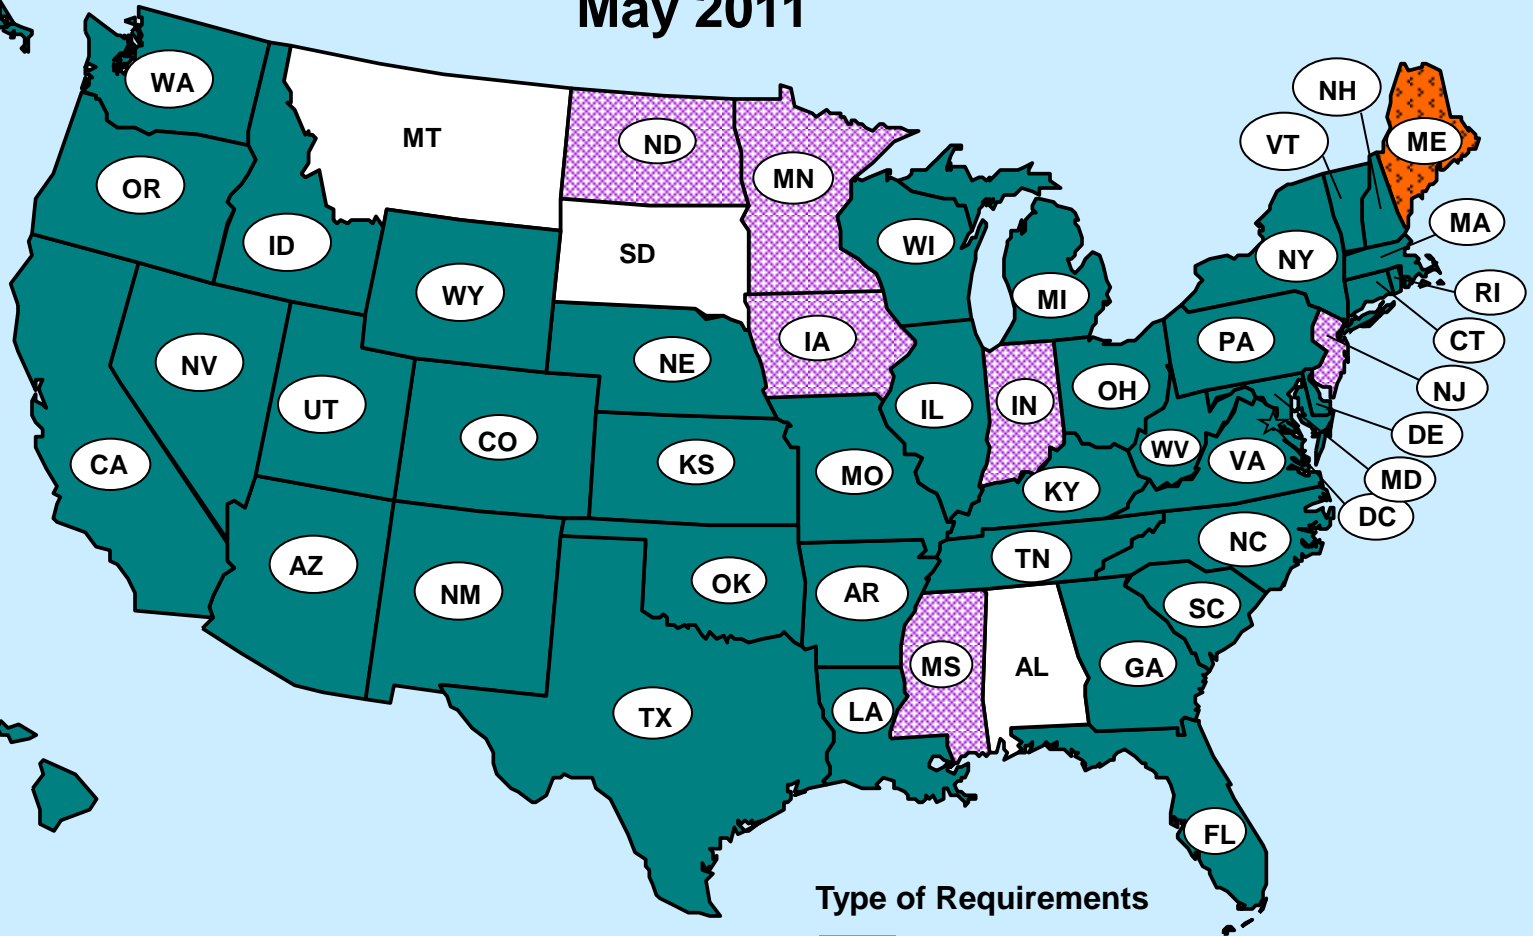 May 2011
WA
MT
ND
MN
OR
ID
WY
SD
WI
MI
NH
VT
ME
MA
NY
RI
CT
NJ
PA
NV
UT
CO
NE
IA
IL
IN
OH
DE
MD
DC
CA
KS
MO
KY
WV
VA
AZ
NM
OK
AR
TN
NC
SC
TX
LA
MS
AL
GA
FL
Type of Requirements